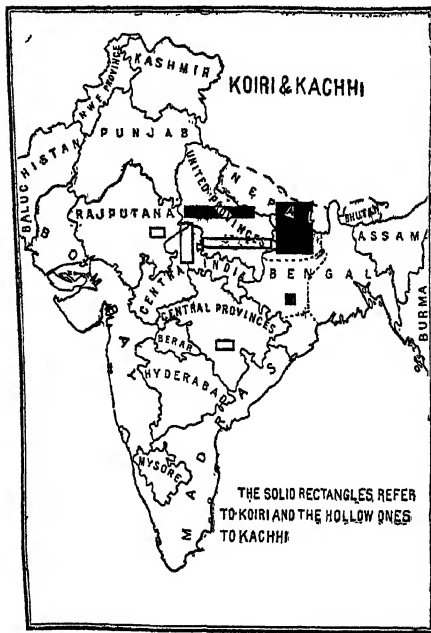 KOIRI & KACHHI
KASHMIR
N.W.F. PROVINCE
PUNJAB
BALUCHISTAN
UNITED PROVINCES
NEPAL
BHUTAN
RAJPUTANA
ASSAM
CENTRAL INDIA
BENGAL
BOMBAY
BURMA
CENTRAL PROVINCES
BERAR
HYDERABAD
MADRAS
MYSORE
THE SOLID RECTANGLES REFER
TO KOIRI AND THE HOLLOW ONES
TO KACHHI